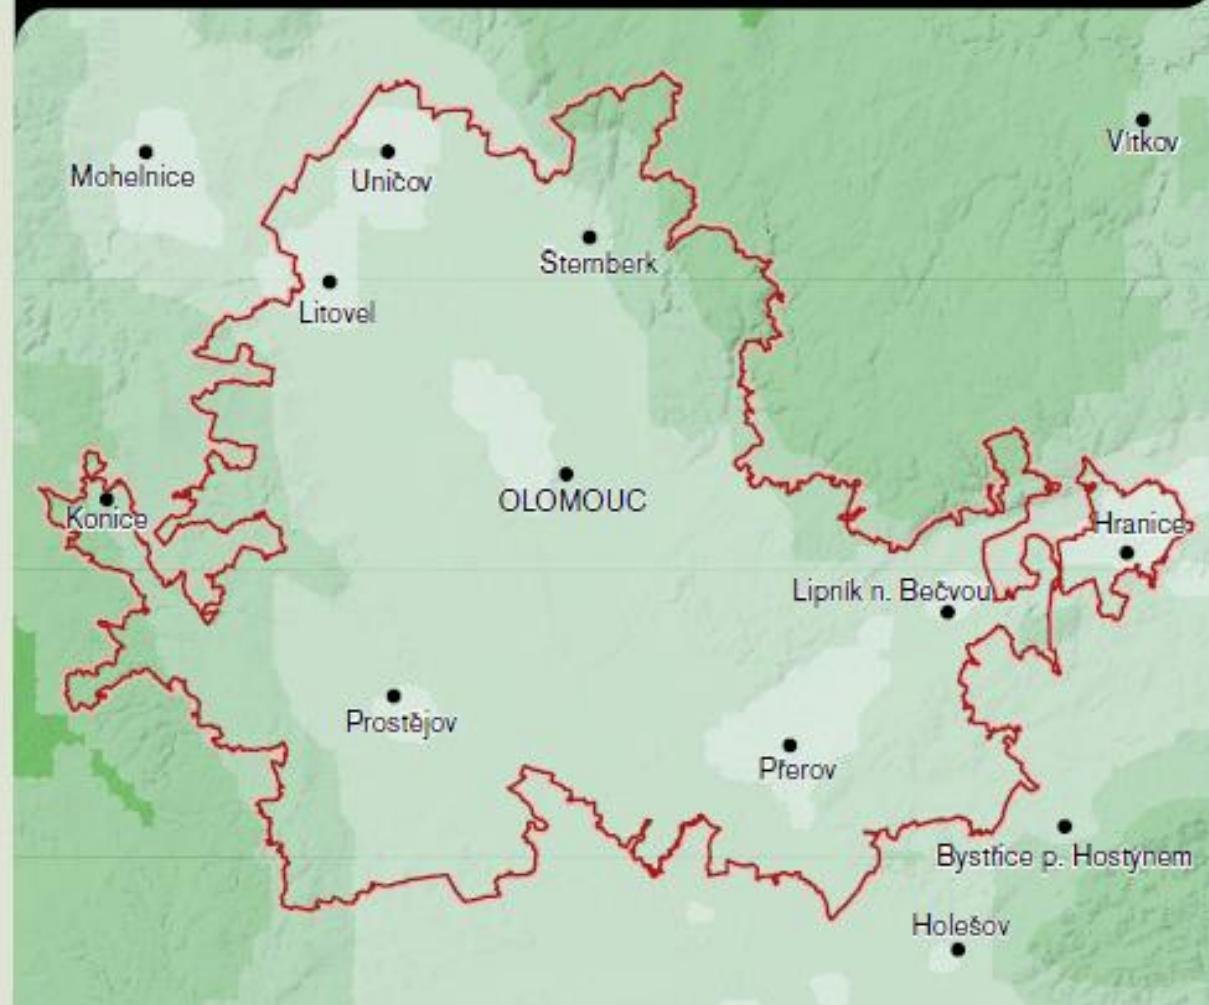 Vítkov
Mohelnice
Uničov
Šternberk
Litovel
OLOMOUC
Konice
Hranice
Lipník n. Bečvou
Prostějov
Přerov
Bystřice p. Hostýnem
Holešov